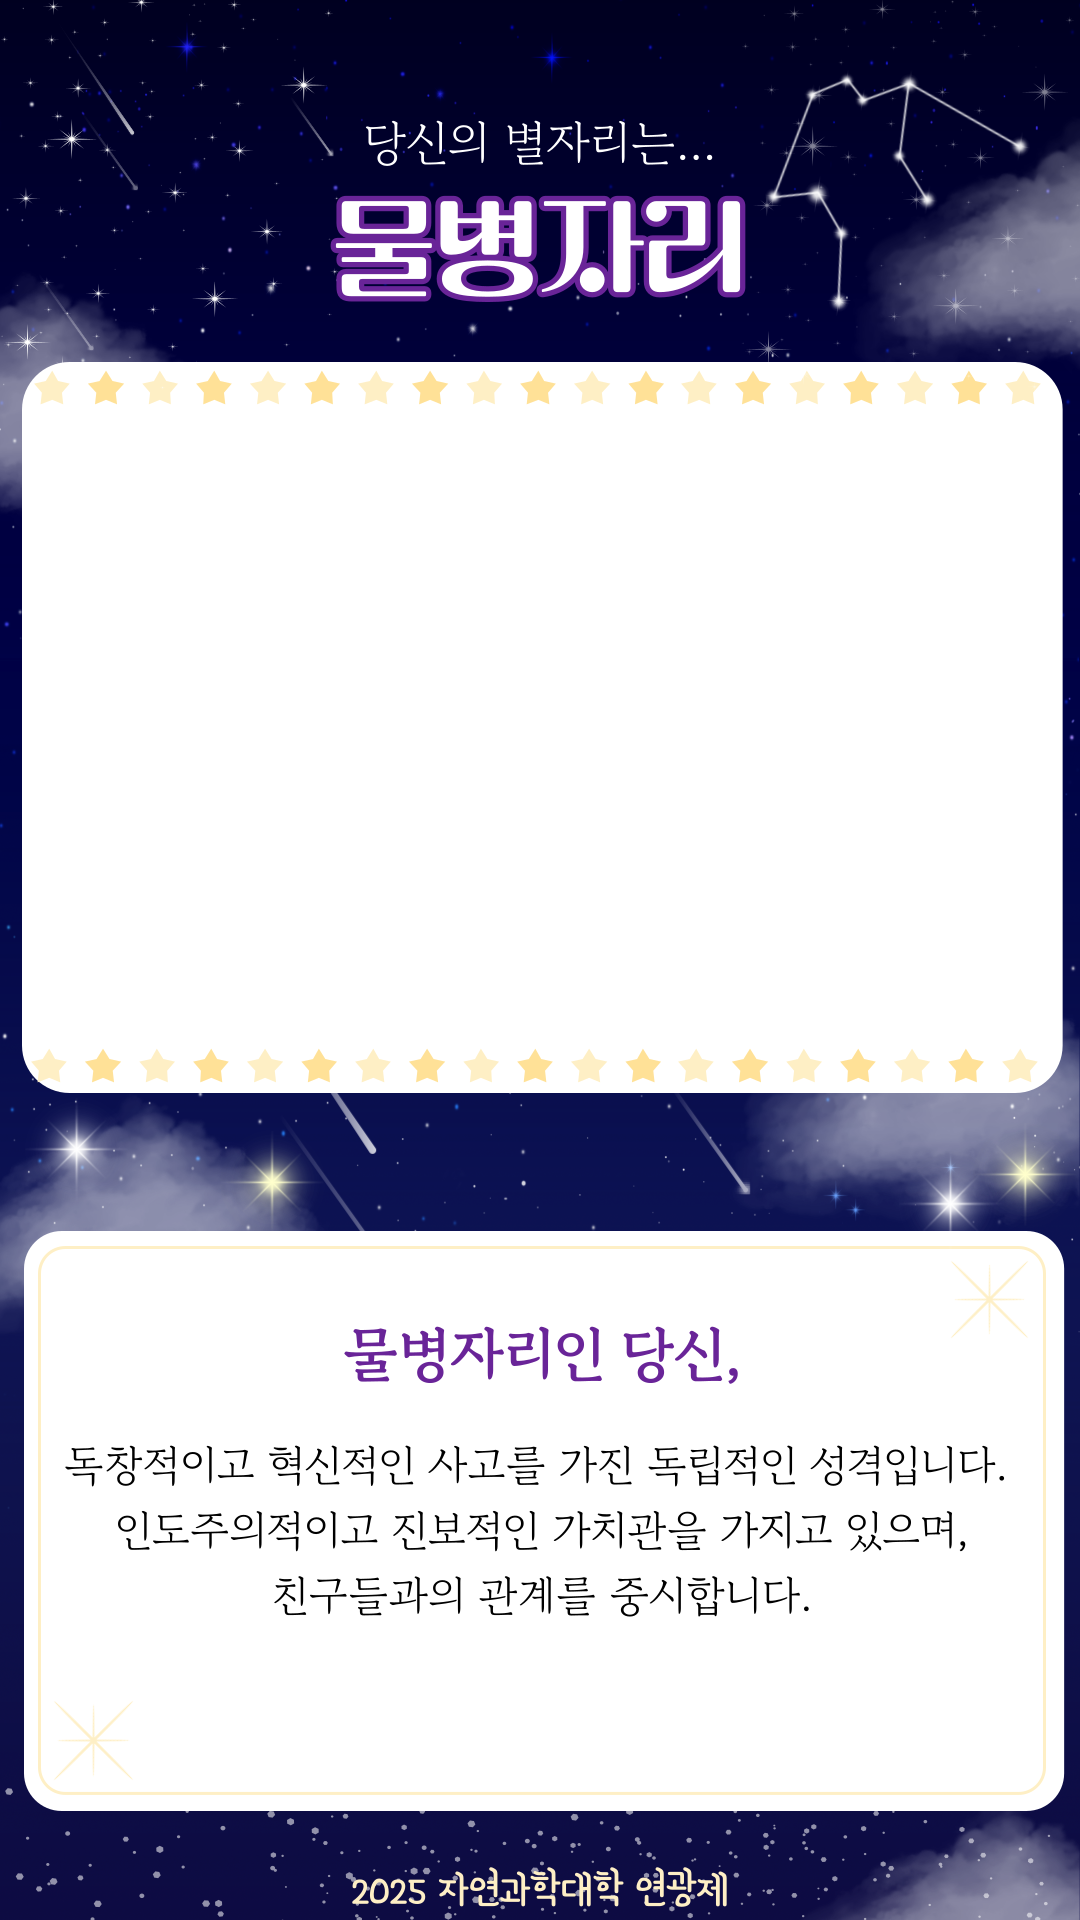 당신의 별자리는...
물병자리
물병자리인 당신,
독창적이고 혁신적인 사고를 가진 독립적인 성격입니다.
인도주의적이고 진보적인 가치관을 가지고 있으며,
친구들과의 관계를 중시합니다.
2025 자연과학대학 연광제